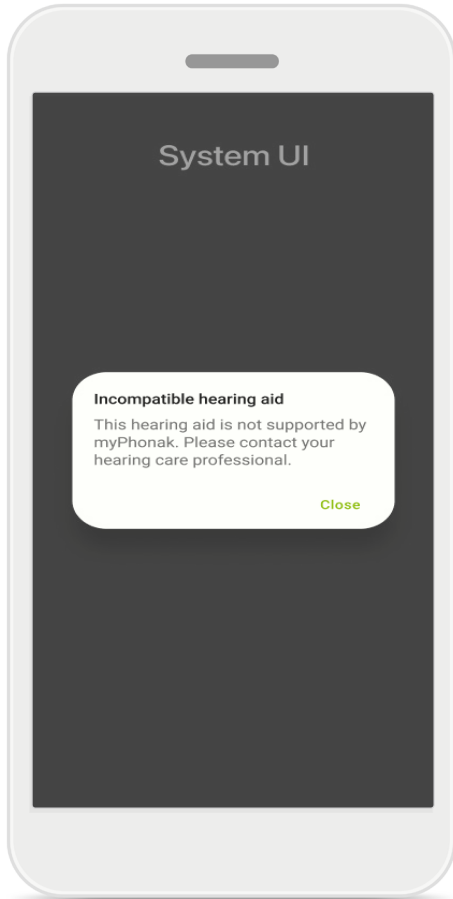 System UI
Incompatible hearing aid
This hearing aid is not supported by
myPhonak. Please contact your
hearing care professional.
Close